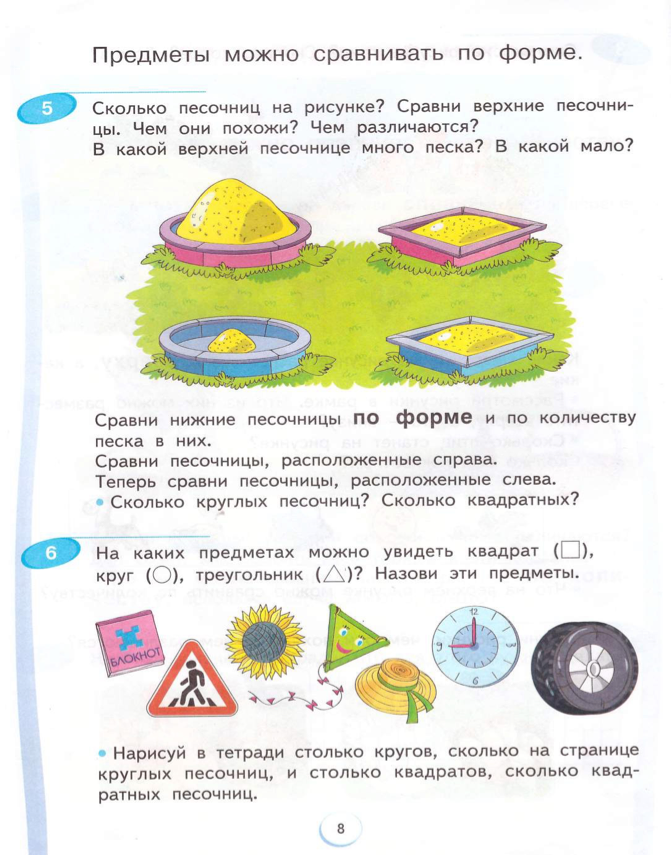 Предметы можно сравнивать по форме.
5
Сколько песочниц на рисунке? Сравни верхние песочни-
цы. Чем они похожи? Чем различаются?
В какой верхней песочнице много песка? В какой мало?
Сравни нижние песочницы по форме и по количеству
песка в них.
Сравни песочницы, расположенные справа.
Теперь сравни песочницы, расположенные слева.
• Сколько круглых песочниц? Сколько квадратных?
6
На каких предметах можно увидеть квадрат (□),
круг (○), треугольник (△)? Назови эти предметы.
БЛОКНОТ
12
9
3
6
• Нарисуй в тетради столько кругов, сколько на странице
круглых песочниц, и столько квадратов, сколько квад-
ратных песочниц.
8